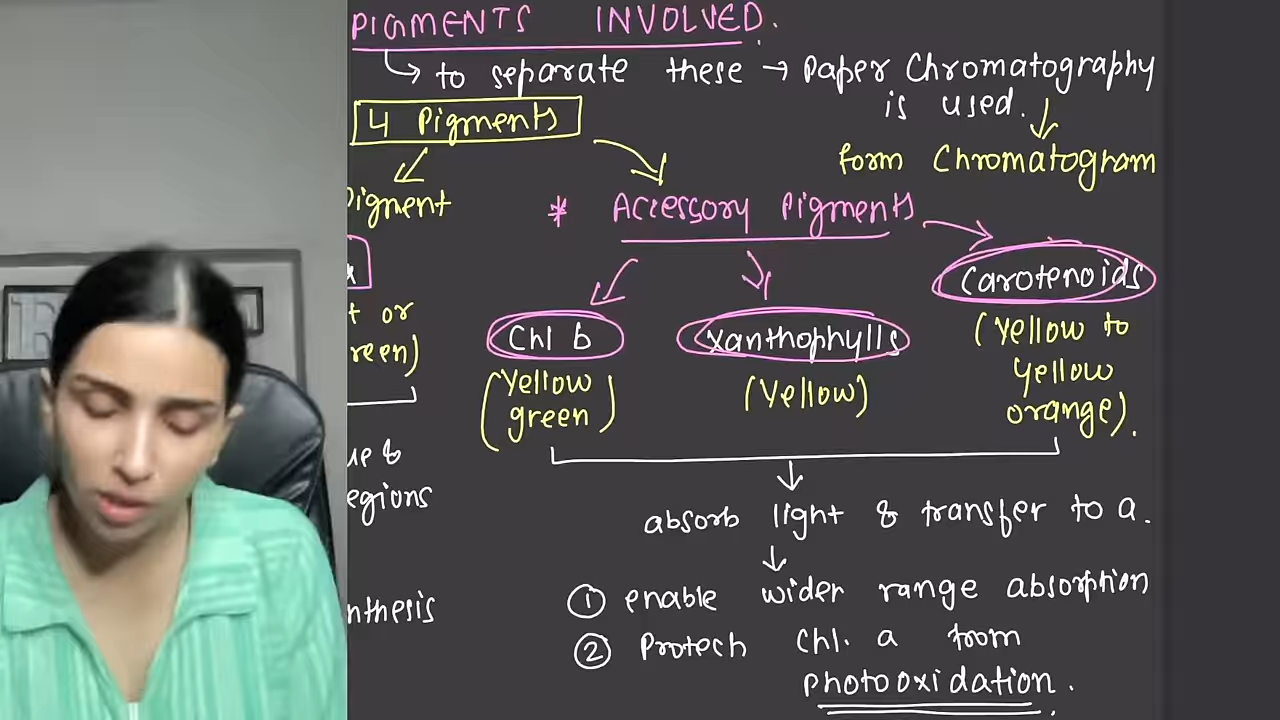 PIGMENTS INVOLVED.
to separate these → paper chromatography
is used.
4 Pigments
form Chromatogram
pigment
* Accessory pigments
Carotenoids
Chl b
Xanthophylls
(Yellow to
yellow
orange).
t or
reen)
(Yellow
green)
(Yellow)
ue &
egions
absorb light & transfer to a.
nthesis
① enable wider range absorption
② Protech Chl. a from
photooxidation.